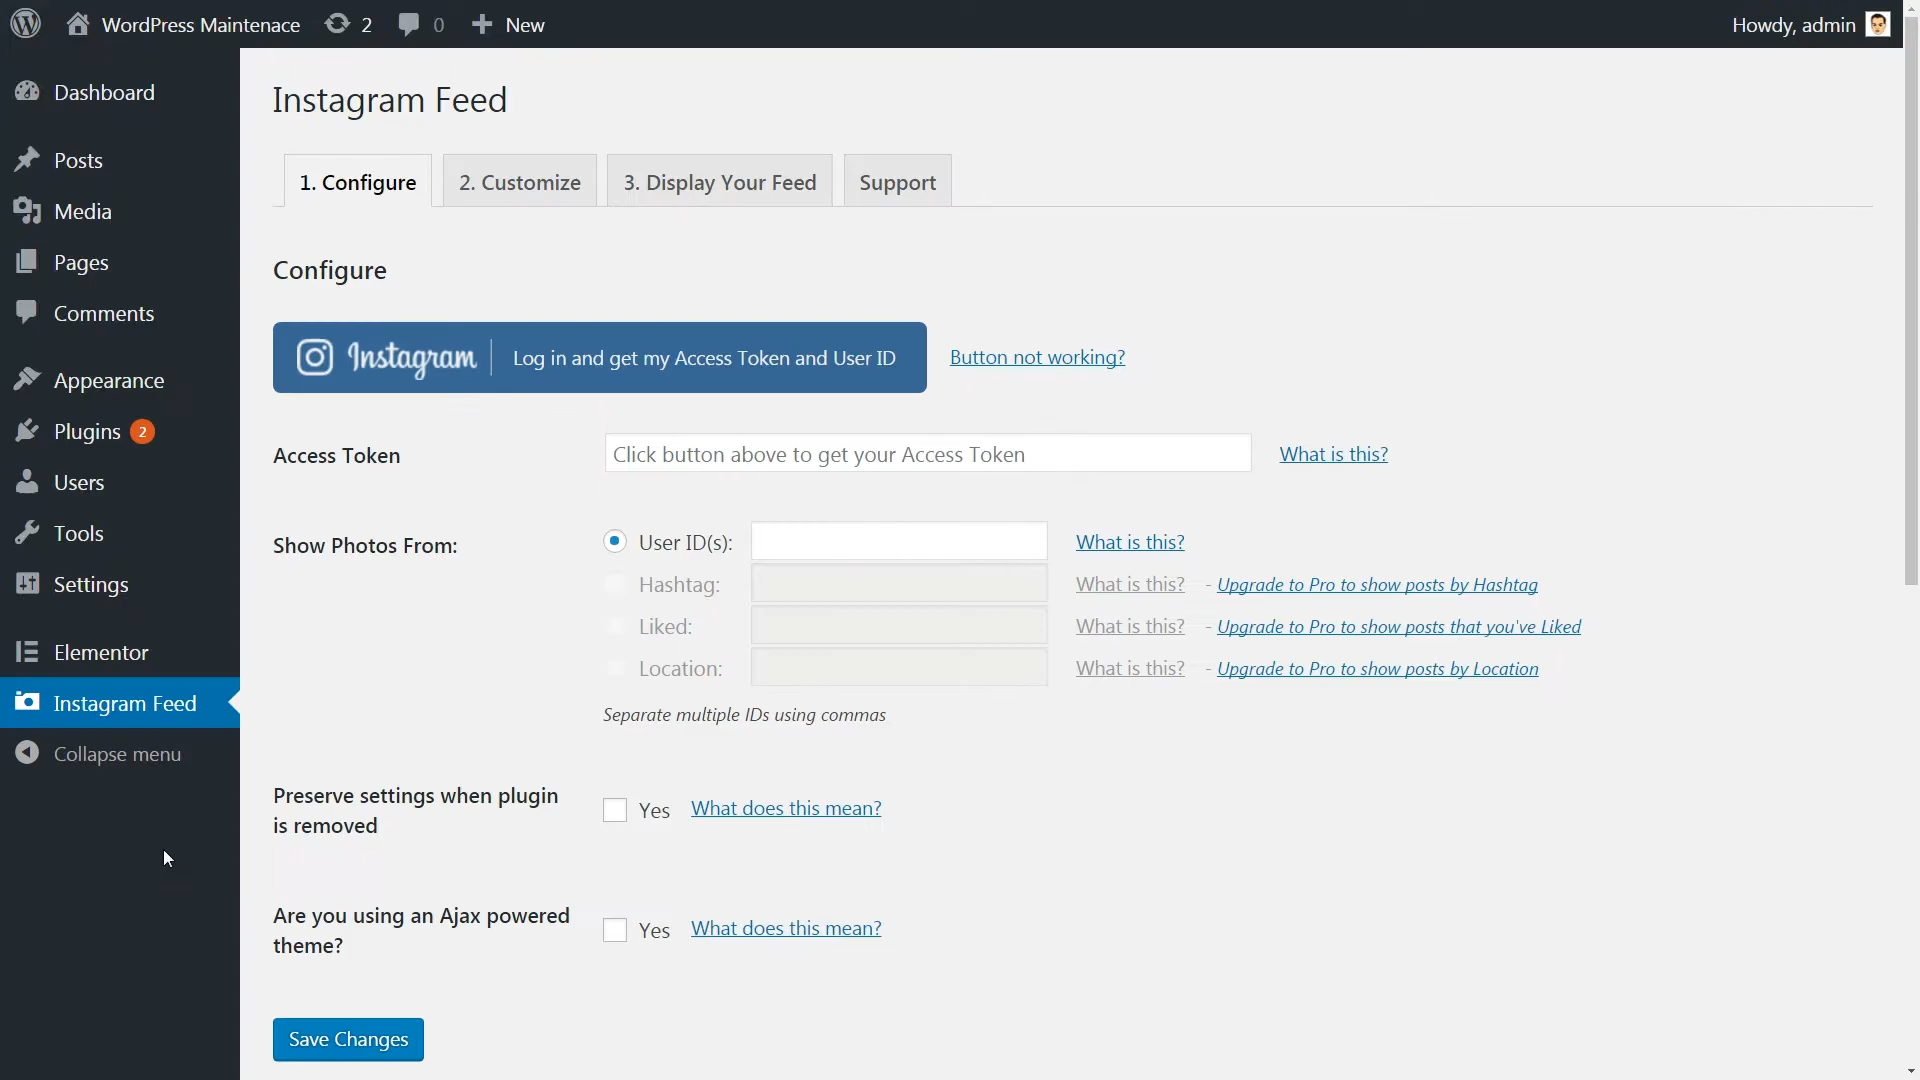 WordPress Maintenace 2 0 New
Howdy, admin
Dashboard
Posts
Media
Pages
Comments
Appearance
Plugins 2
Users
Tools
Settings
Elementor
Instagram Feed
Collapse menu
Instagram Feed
1. Configure
2. Customize
3. Display Your Feed
Support
Configure
Instagram Log in and get my Access Token and User ID
Button not working?
Access Token
Click button above to get your Access Token
What is this?
Show Photos From:
User ID(s):
What is this?
Hashtag:
What is this? - Upgrade to Pro to show posts by Hashtag
Liked:
What is this? - Upgrade to Pro to show posts that you've Liked
Location:
What is this? - Upgrade to Pro to show posts by Location
Separate multiple IDs using commas
Preserve settings when plugin
is removed
Yes What does this mean?
Are you using an Ajax powered
theme?
Yes What does this mean?
Save Changes